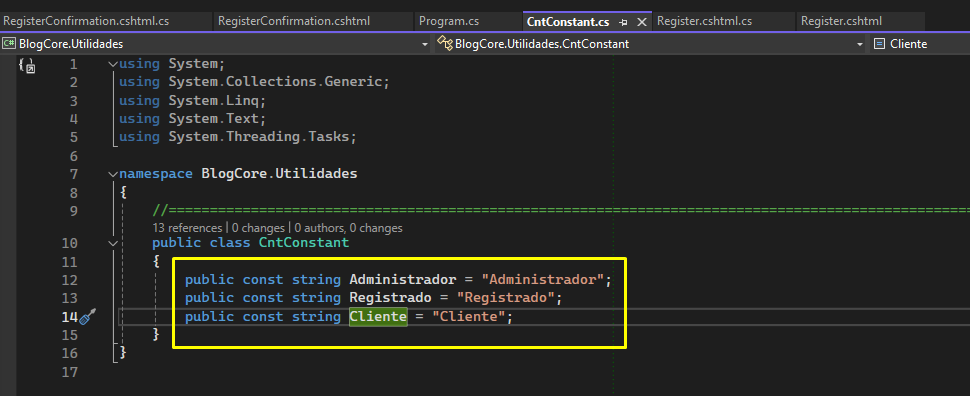 RegisterConfirmation.cshtml.cs RegisterConfirmation.cshtml Program.cs CntConstant.cs Register.cshtml.cs Register.cshtml
C# BlogCore.Utilidades BlogCore.Utilidades.CntConstant Cliente
1 using System;
2 using System.Collections.Generic;
3 using System.Linq;
4 using System.Text;
5 using System.Threading.Tasks;
6
7 namespace BlogCore.Utilidades
8 {
9 //==================================================================================================
13 references | 0 changes | 0 authors, 0 changes
10 public class CntConstant
11 {
12 public const string Administrador = "Administrador";
13 public const string Registrado = "Registrado";
14 public const string Cliente = "Cliente";
15 }
16 }
17